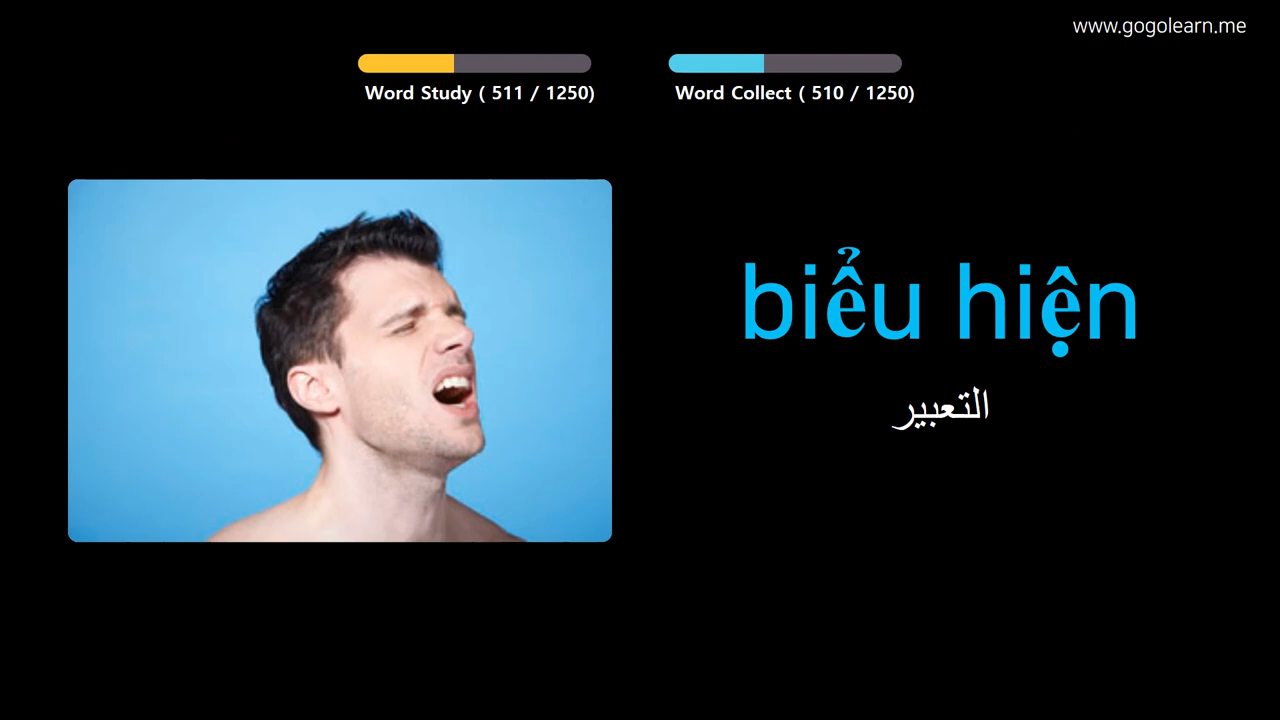 www.gogolearn.me
Word Study ( 511 / 1250)
Word Collect ( 510 / 1250)
biểu hiện
التعبير